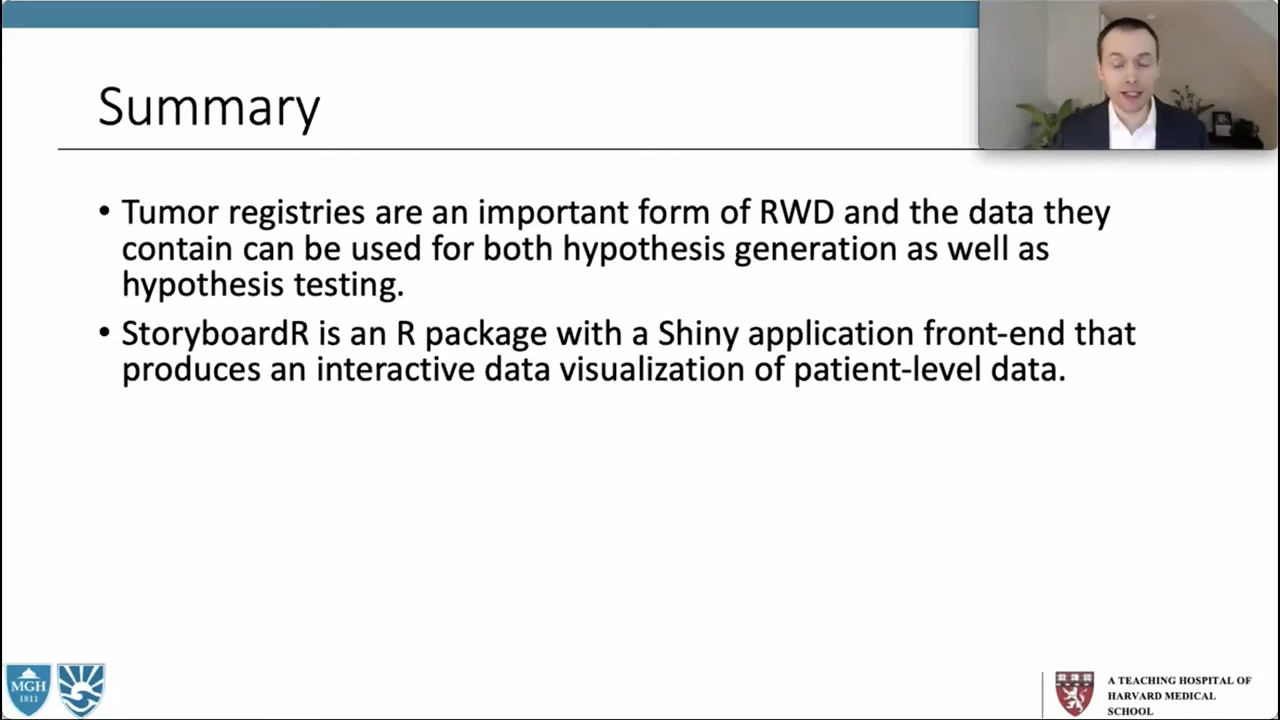 Summary
• Tumor registries are an important form of RWD and the data they
contain can be used for both hypothesis generation as well as
hypothesis testing.
• StoryboardR is an R package with a Shiny application front-end that
produces an interactive data visualization of patient-level data.
MGH
1811
A TEACHING HOSPITAL OF
HARVARD MEDICAL
SCHOOL